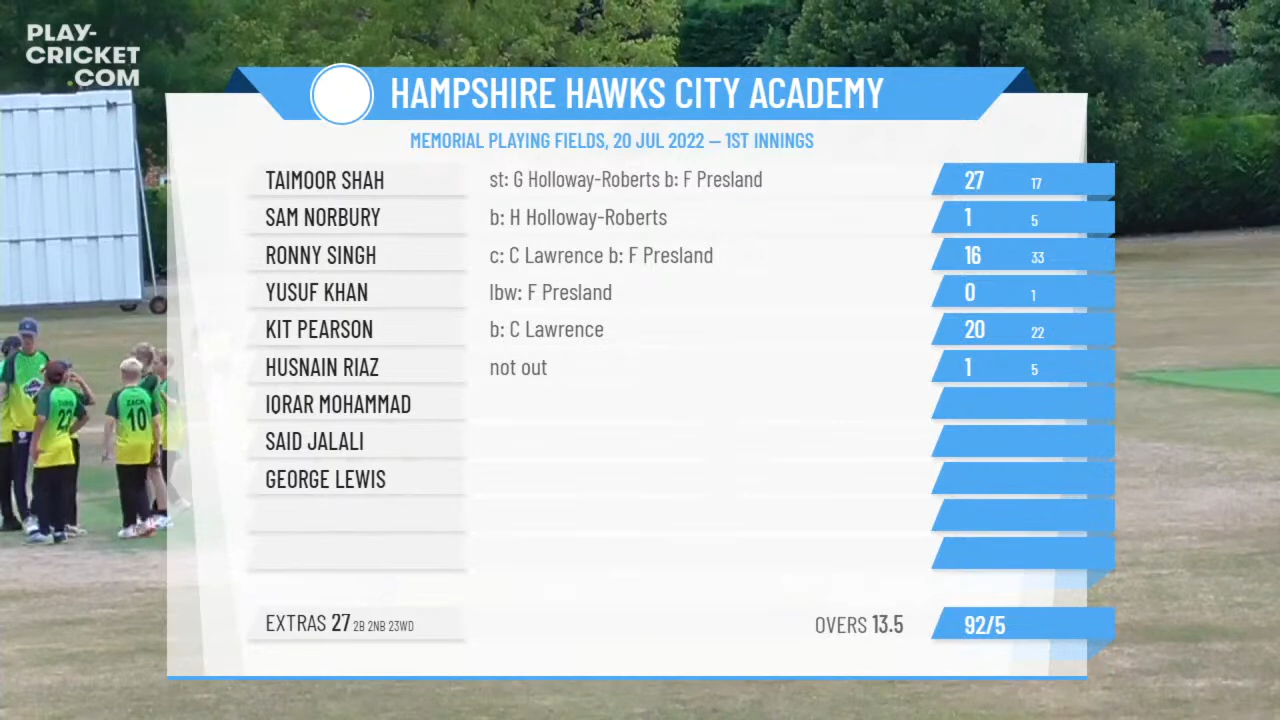 PLAY-
CRICKET
.COM
HAMPSHIRE HAWKS CITY ACADEMY
MEMORIAL PLAYING FIELDS, 20 JUL 2022 – 1ST INNINGS
TAIMOOR SHAH st: G Holloway-Roberts b: F Presland 27 17
SAM NORBURY b: H Holloway-Roberts 1 5
RONNY SINGH c: C Lawrence b: F Presland 16 33
YUSUF KHAN lbw: F Presland 0 1
KIT PEARSON b: C Lawrence 20 22
HUSNAIN RIAZ not out 1 5
IQRAR MOHAMMAD
SAID JALALI
GEORGE LEWIS
EXTRAS 27 2B 2NB 23WD OVERS 13.5 92/5
ZACH
10